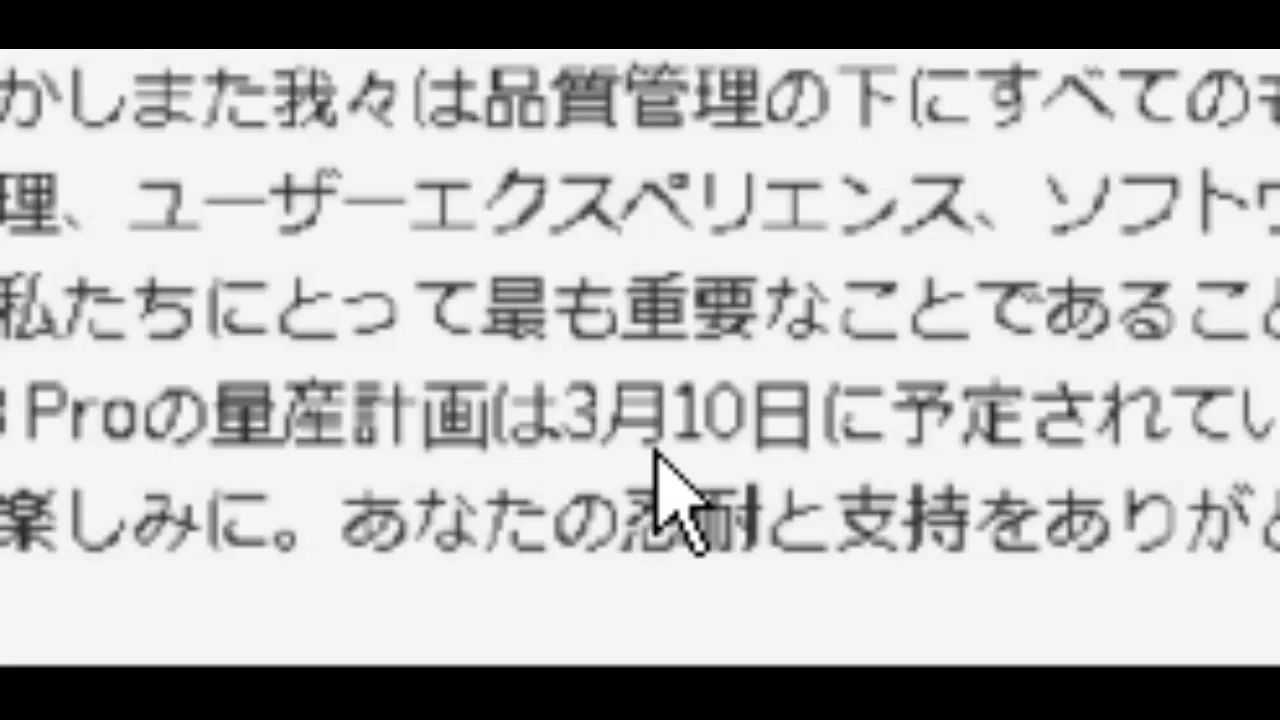 かしまた我々は品質管理の下にすべての
理、ユーザーエクスペリエンス、ソフトウ
私たちにとって最も重要なことであること
Proの量産計画は3月10日に予定されてい
楽しみに。あなたの忍耐と支持をありがと